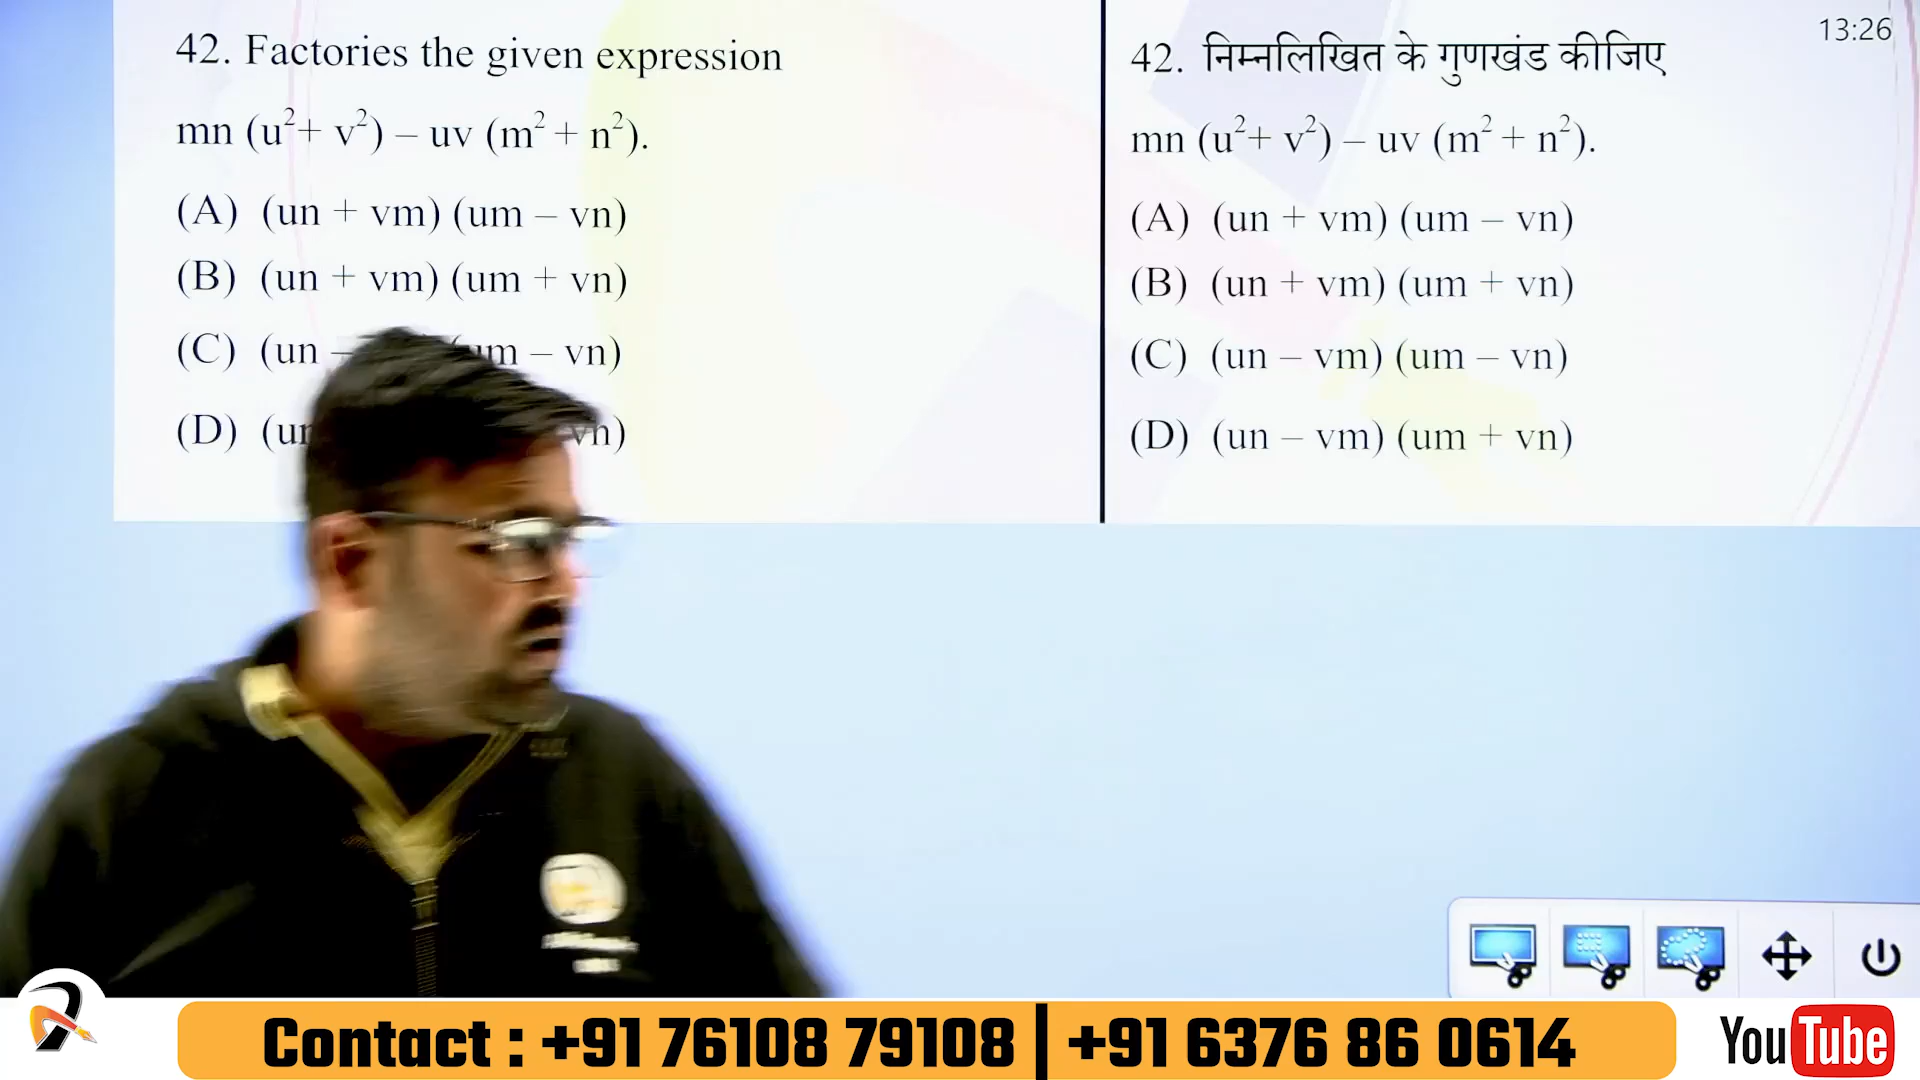 42. Factories the given expression
mn (u²+ v²) – uv (m² + n²).
(A) (un + vm) (um – vn)
(B) (un + vm) (um + vn)
(C) (un – um – vn)
(D) (un vn)
13:26
42. निम्नलिखित के गुणखंड कीजिए
mn (u²+ v²) – uv (m² + n²).
(A) (un + vm) (um – vn)
(B) (un + vm) (um + vn)
(C) (un – vm) (um – vn)
(D) (un – vm) (um + vn)
Contact : +91 76108 79108 | +91 6376 86 0614
YouTube